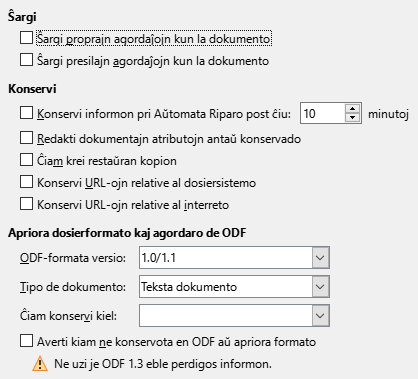 Ŝargi
Ŝargi proprajn agordaĵojn kun la dokumento
Ŝargi presilajn agordaĵojn kun la dokumento
Konservi
Konservi informon pri Aŭtomata Riparo post ĉiu: 10 minutoj
Redakti dokumentajn atributojn antaŭ konservado
Ĉiam krei restaŭran kopion
Konservi URL-ojn relative al dosiersistemo
Konservi URL-ojn relative al interreto
Apriora dosierformato kaj agordaro de ODF
ODF-formata versio: 1.0/1.1
Tipo de dokumento: Teksta dokumento
Ĉiam konservi kiel:
Averti kiam ne konservota en ODF aŭ apriora formato
Ne uzi je ODF 1.3 eble perdigos informon.